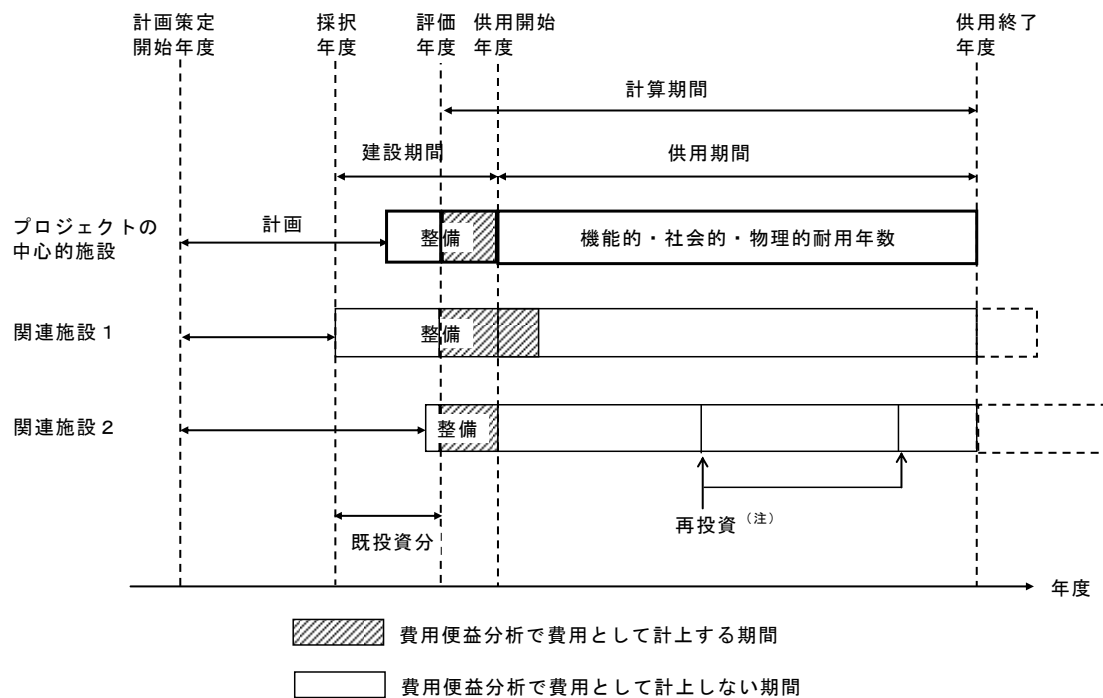 計画策定
開始年度
採択
年度
評価
年度
供用開始
年度
供用終了
年度
計算期間
建設期間
供用期間
プロジェクトの
中心的施設
計画
整備
機能的・社会的・物理的耐用年数
関連施設１
整備
関連施設２
整備
再投資（注）
既投資分
年度
費用便益分析で費用として計上する期間
費用便益分析で費用として計上しない期間